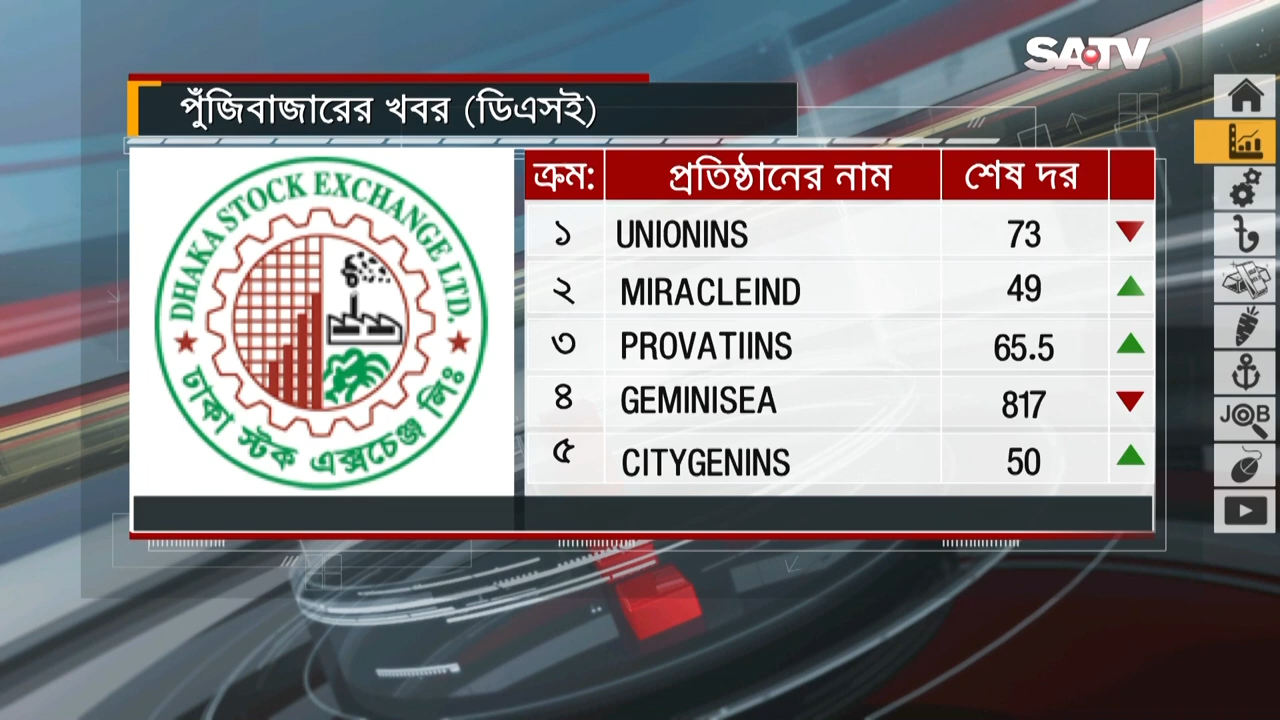 SATV
পুঁজিবাজারের খবর (ডিএসই)
DHAKA STOCK EXCHANGE LTD.
ঢাকা স্টক এক্সচেঞ্জ লিঃ
ক্রম: প্রতিষ্ঠানের নাম শেষ দর
১ UNIONINS 73
২ MIRACLEIND 49
৩ PROVATIINS 65.5
৪ GEMINISEA 817
৫ CITYGENINS 50
৳
JOB